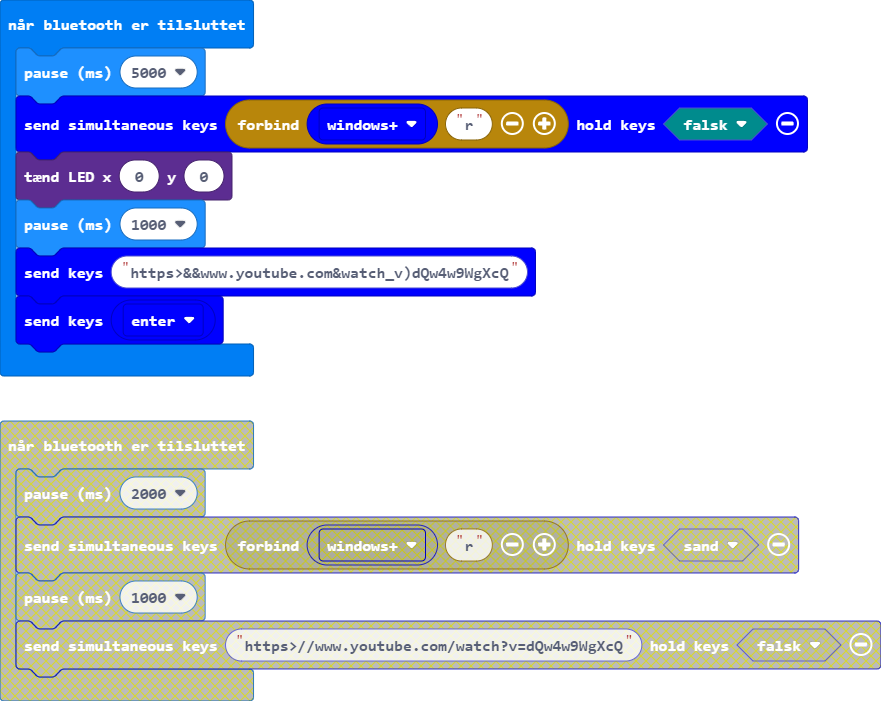 når bluetooth er tilsluttet
pause (ms) 5000
send simultaneous keys forbind windows+ "r" hold keys falsk
tænd LED x 0 y 0
pause (ms) 1000
send keys "https>&&www.youtube.com&watch_v)dQw4w9WgXcQ"
send keys enter
når bluetooth er tilsluttet
pause (ms) 2000
send simultaneous keys forbind windows+ "r" hold keys sand
pause (ms) 1000
send simultaneous keys "https>//www.youtube.com/watch?v=dQw4w9WgXcQ" hold keys falsk